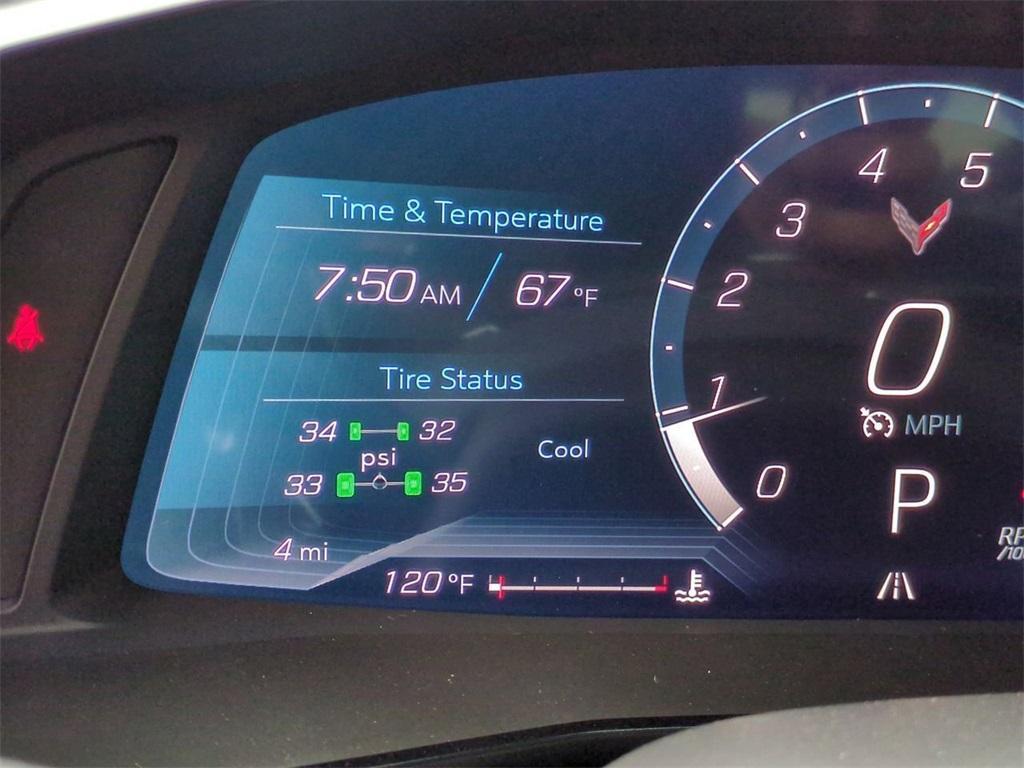 Time & Temperature
7:50 AM / 67 °F
Tire Status
34 32
psi
Cool
33 35
4 mi
120 °F
5
4
3
2
1
0
0
MPH
P